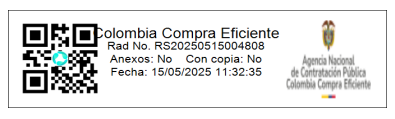 Colombia Compra Eficiente
Rad No. RS20250515004808
Anexos: No Con copia: No
Fecha: 15/05/2025 11:32:35
Agencia Nacional
de Contratación Pública
Colombia Compra Eficiente